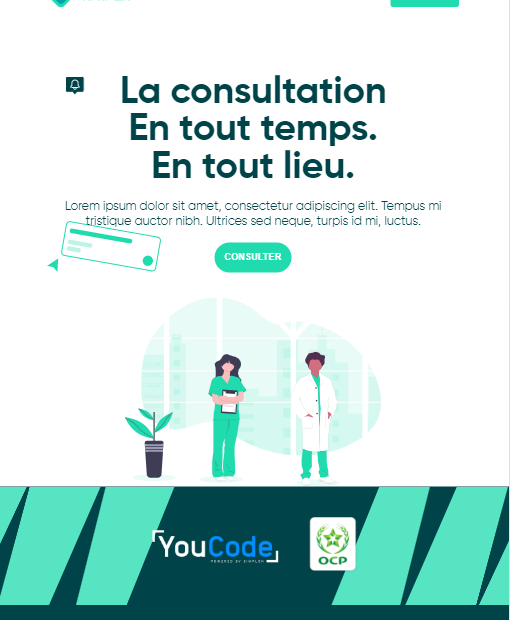 La consultation
En tout temps.
En tout lieu.
Lorem ipsum dolor sit amet, consectetur adipiscing elit. Tempus mi
tristique auctor nibh. Ultrices sed neque, turpis id mi, luctus.
CONSULTER
YouCode
POWERED BY SIMPLON
OCP